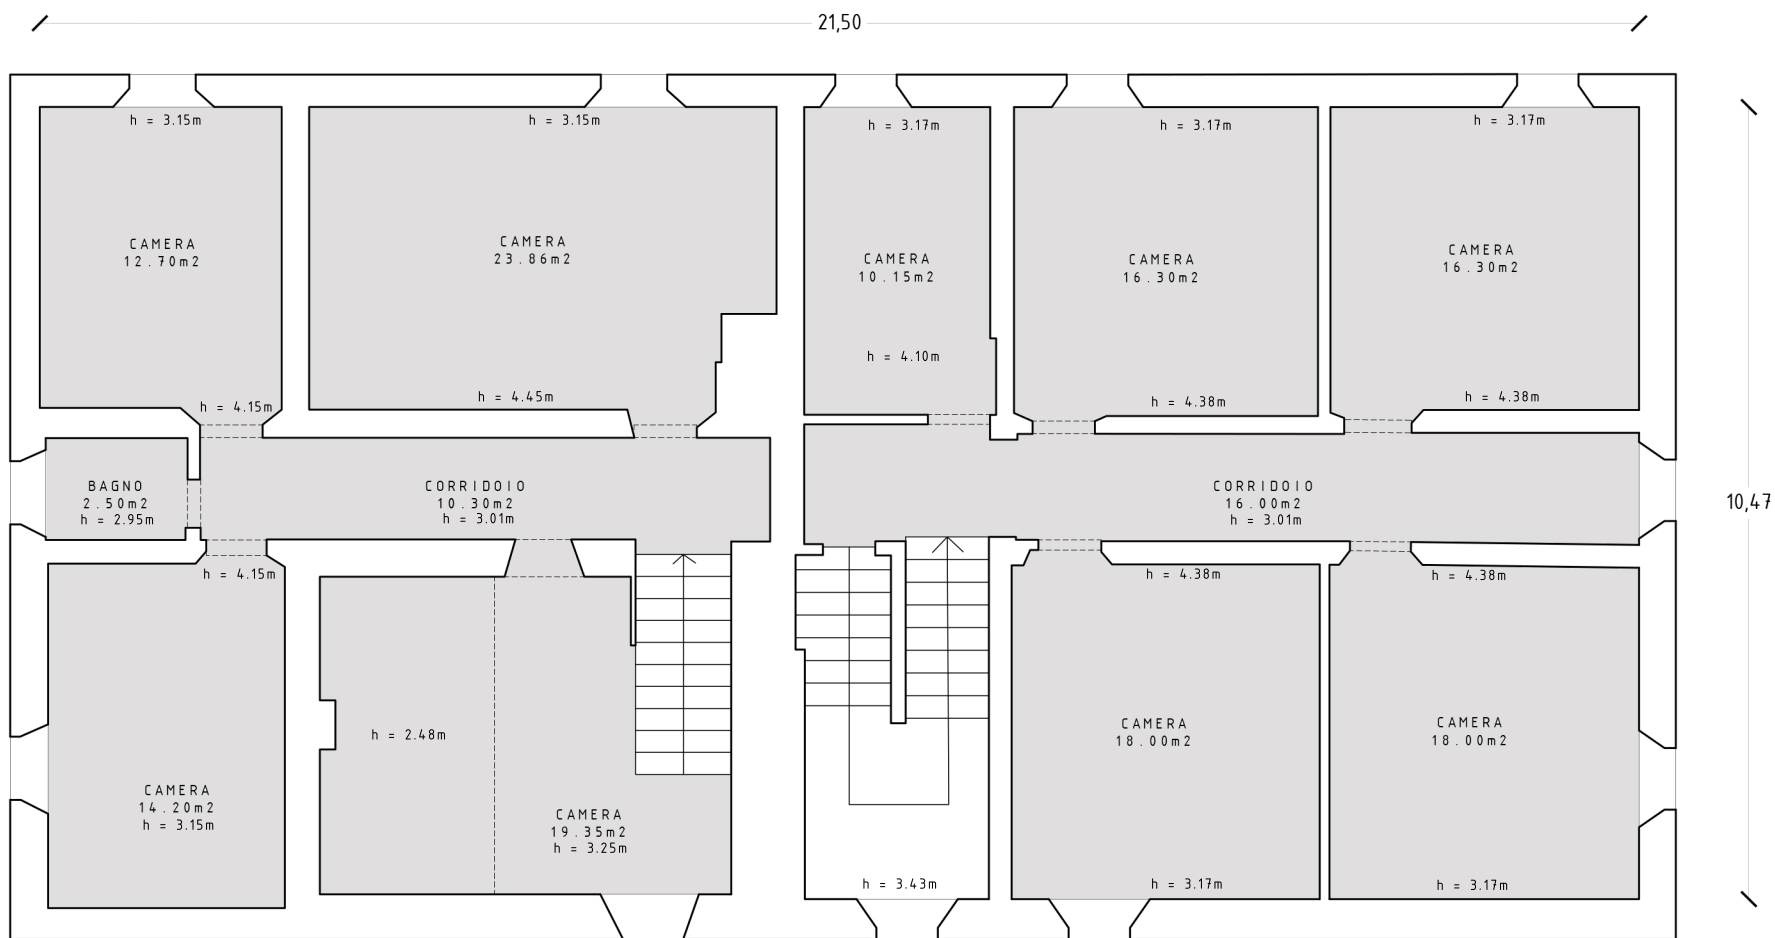 21,50
h = 3.15m
h = 3.15m
h = 3.17m
h = 3.17m
h = 3.17m
CAMERA
12.70m2
CAMERA
23.86m2
CAMERA
10.15m2
CAMERA
16.30m2
CAMERA
16.30m2
h = 4.10m
h = 4.15m
h = 4.45m
h = 4.38m
h = 4.38m
BAGNO
2.50m2
h = 2.95m
CORRIDOIO
10.30m2
h = 3.01m
CORRIDOIO
16.00m2
h = 3.01m
10,47
h = 4.15m
h = 4.38m
h = 4.38m
h = 2.48m
CAMERA
14.20m2
h = 3.15m
CAMERA
19.35m2
h = 3.25m
CAMERA
18.00m2
CAMERA
18.00m2
h = 3.43m
h = 3.17m
h = 3.17m